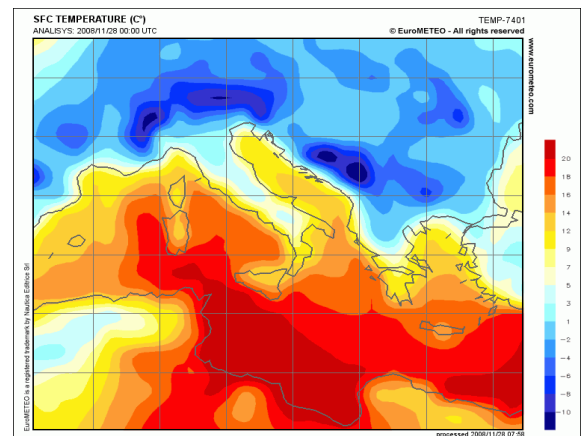 SFC TEMPERATURE (C°)
TEMP-7401
ANALISYS: 2008/11/28 00:00 UTC
© EuroMETEO - All rights reserved
www.eurometeo.com
EuroMETEO is a registered trademark by Nautica Editrice Srl
20
18
16
14
12
9
7
5
3
1
-1
-2
-4
-6
-8
-10
processed 2008/11/28 07:58